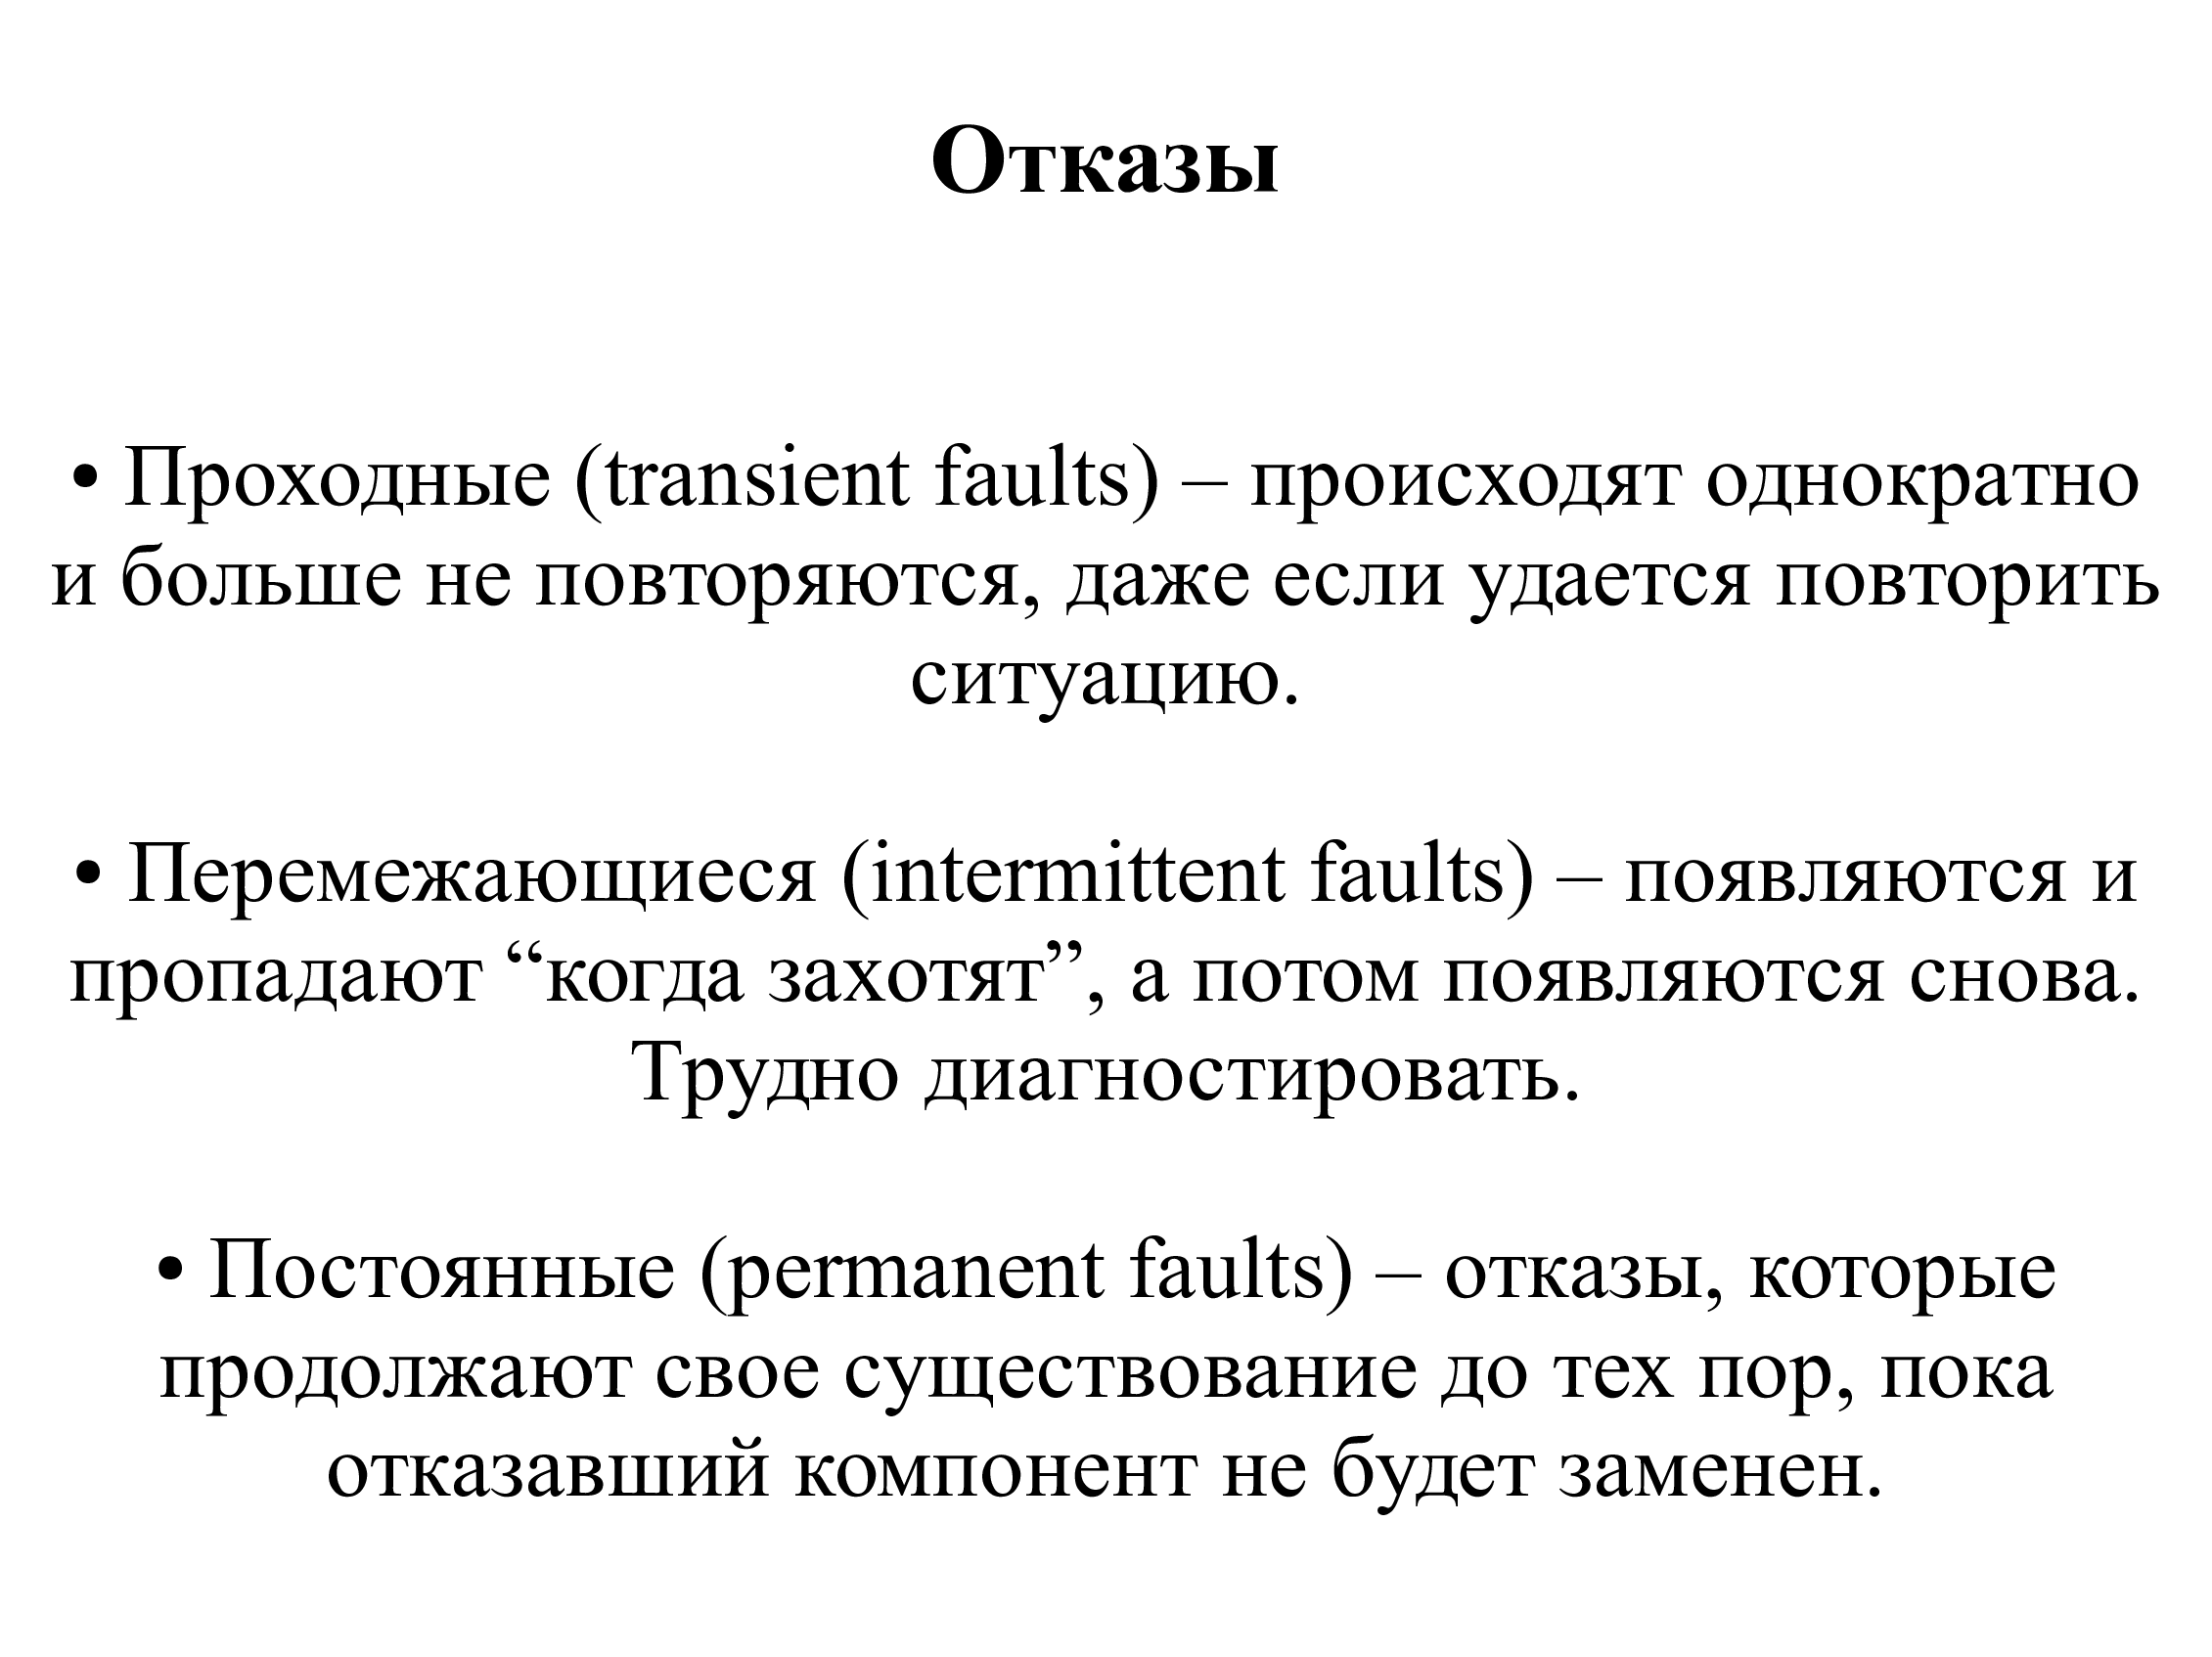 Отказы
• Проходные (transient faults) – происходят однократно
и больше не повторяются, даже если удается повторить
ситуацию.
• Перемежающиеся (intermittent faults) – появляются и
пропадают “когда захотят”, а потом появляются снова.
Трудно диагностировать.
• Постоянные (permanent faults) – отказы, которые
продолжают свое существование до тех пор, пока
отказавший компонент не будет заменен.